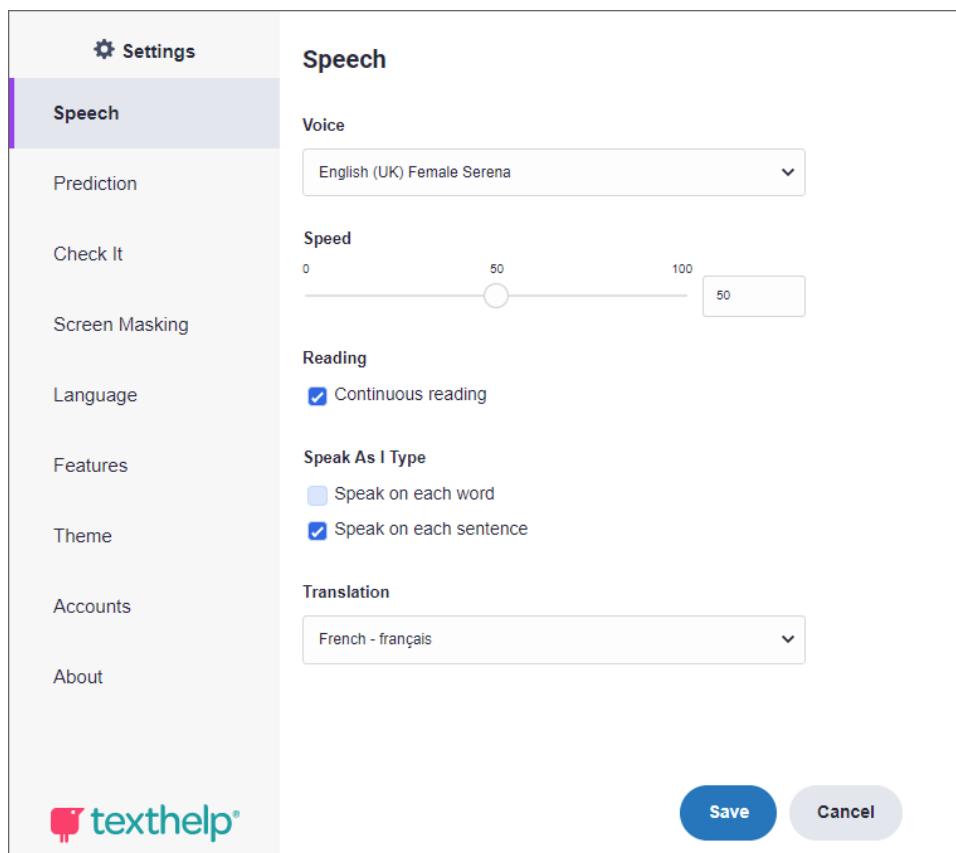 Settings
Speech
Prediction
Check It
Screen Masking
Language
Features
Theme
Accounts
About
texthelp®
Speech
Voice
English (UK) Female Serena
Speed
0 50 100
50
Reading
Continuous reading
Speak As I Type
Speak on each word
Speak on each sentence
Translation
French - français
Save Cancel